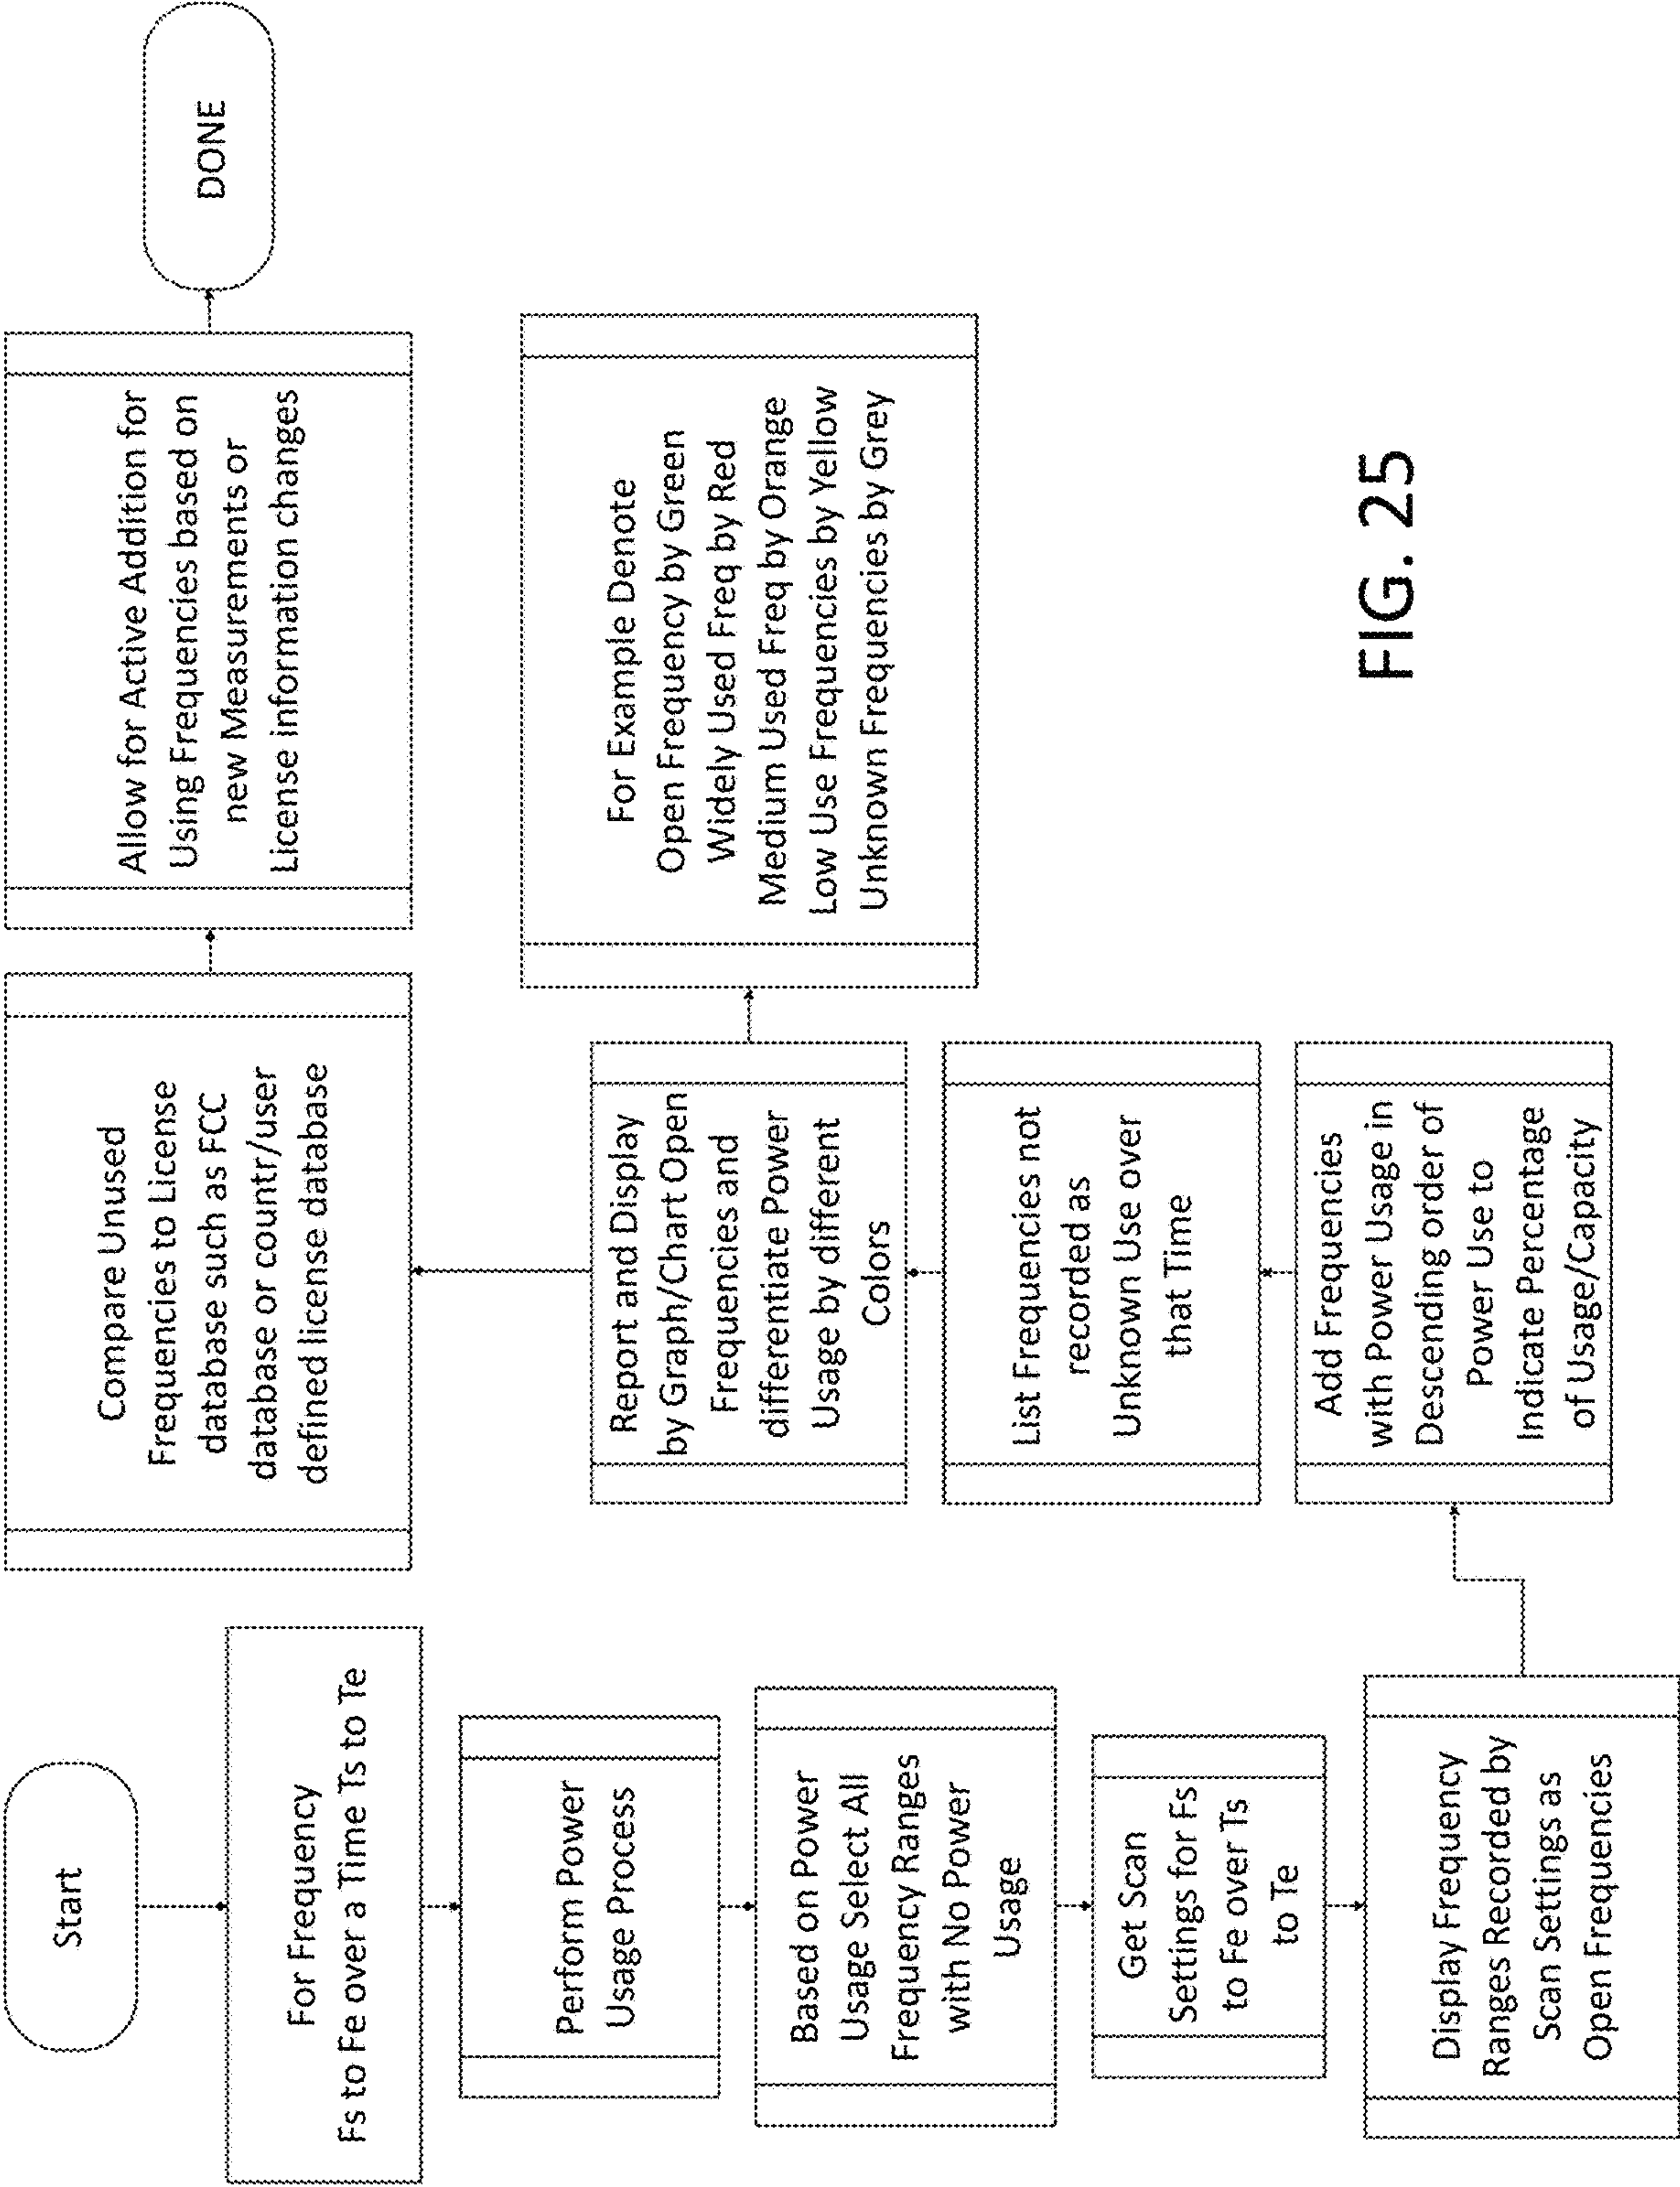 Start
For Frequency
Fs to Fe over a Time Ts to Te
Perform Power
Usage Process
Based on Power
Usage Select All
Frequency Ranges
with No Power
Usage
Get Scan
Settings for Fs
to Fe over Ts
to Te
Display Frequency
Ranges Recorded by
Scan Settings as
Open Frequencies
Add Frequencies
with Power Usage in
Descending order of
Power Use to
Indicate Percentage
of Usage/Capacity
List Frequencies not
recorded as
Unknown Use over
that Time
Report and Display
by Graph/Chart Open
Frequencies and
differentiate Power
Usage by different
Colors
For Example Denote
Open Frequency by Green
Widely Used Freq by Red
Medium Used Freq by Orange
Low Use Frequencies by Yellow
Unknown Frequencies by Grey
Compare Unused
Frequencies to License
database such as FCC
database or countr/user
defined license database
Allow for Active Addition for
Using Frequencies based on
new Measurements or
License information changes
DONE
FIG. 25